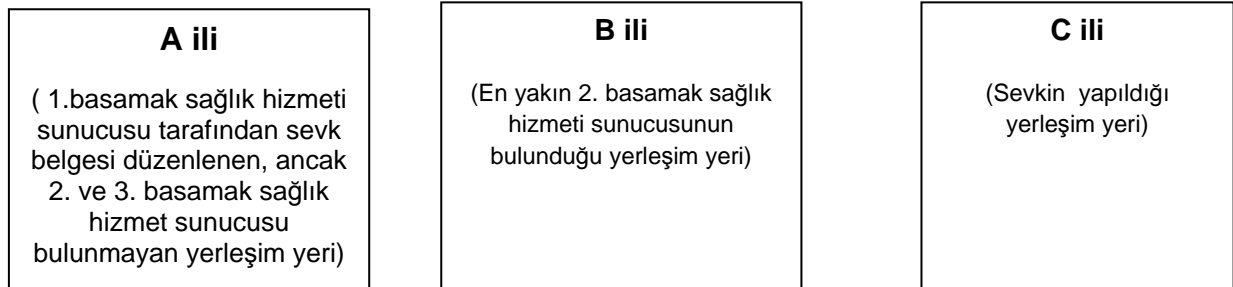 A ili
( 1.basamak sağlık hizmeti
sunucusu tarafından sevk
belgesi düzenlenen, ancak
2. ve 3. basamak sağlık
hizmet sunucusu
bulunmayan yerleşim yeri)
B ili
(En yakın 2. basamak sağlık
hizmeti sunucusunun
bulunduğu yerleşim yeri)
C ili
(Sevkin yapıldığı
yerleşim yeri)